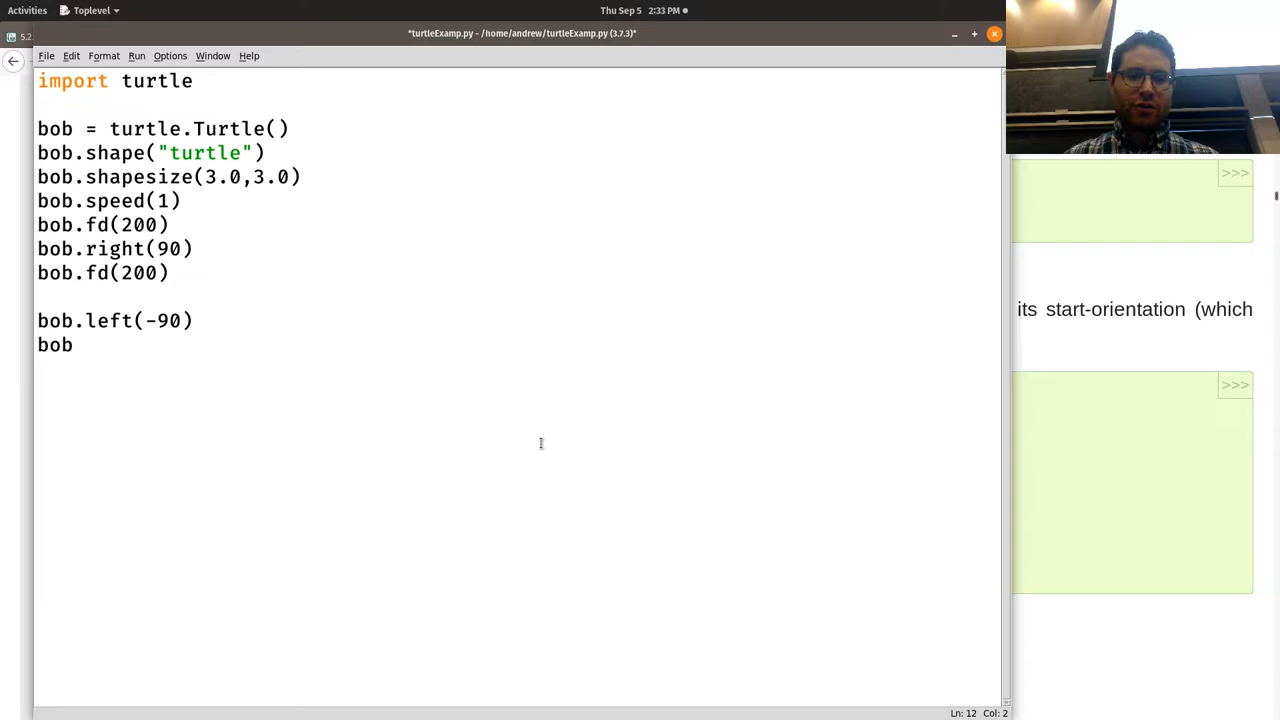 Activities
Toplevel
Thu Sep 5 2:33 PM
5.2
*turtleExamp.py - /home/andrew/turtleExamp.py (3.7.3)*
File Edit Format Run Options Window Help
import turtle
bob = turtle.Turtle()
bob.shape("turtle")
bob.shapesize(3.0,3.0)
bob.speed(1)
bob.fd(200)
bob.right(90)
bob.fd(200)
bob.left(-90)
bob
>>>
its start-orientation (which
>>>
Ln: 12 Col: 2